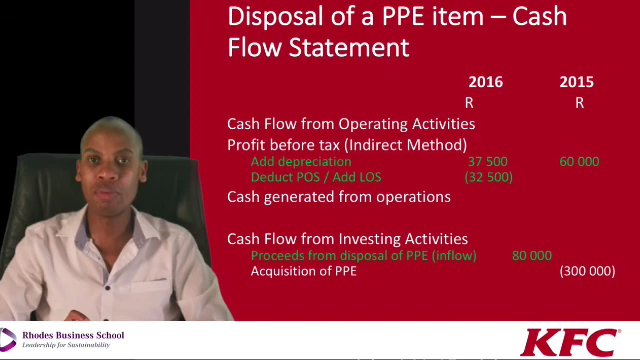 Disposal of a PPE item – Cash
Flow Statement
2016 2015
R R
Cash Flow from Operating Activities
Profit before tax (Indirect Method)
Add depreciation 37 500 60 000
Deduct POS / Add LOS (32 500)
Cash generated from operations
Cash Flow from Investing Activities
Proceeds from disposal of PPE (inflow) 80 000
Acquisition of PPE (300 000)
Rhodes Business School
Leadership for Sustainability
KFC